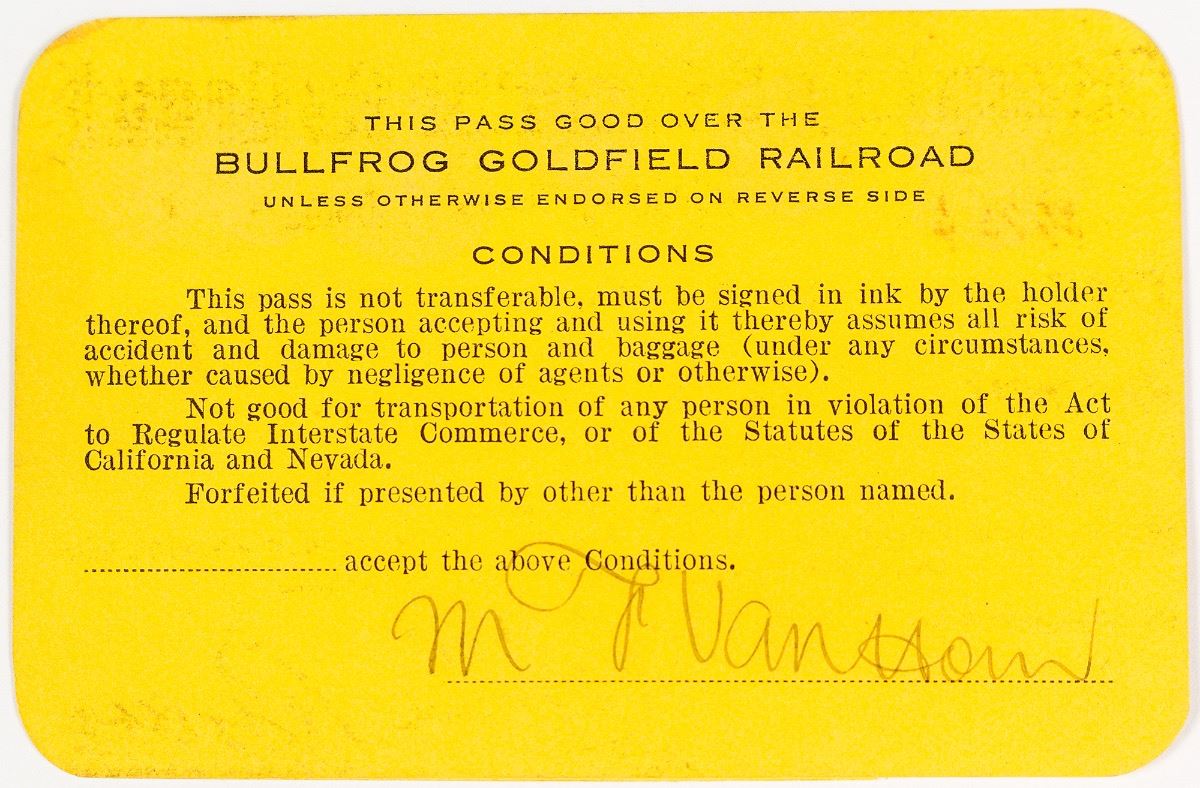 THIS PASS GOOD OVER THE
BULLFROG GOLDFIELD RAILROAD
UNLESS OTHERWISE ENDORSED ON REVERSE SIDE
CONDITIONS
This pass is not transferable, must be signed in ink by the holder
thereof, and the person accepting and using it thereby assumes all risk of
accident and damage to person and baggage (under any circumstances,
whether caused by negligence of agents or otherwise).
Not good for transportation of any person in violation of the Act
to Regulate Interstate Commerce, or of the Statutes of the States of
California and Nevada.
Forfeited if presented by other than the person named.
accept the above Conditions.
M F Van